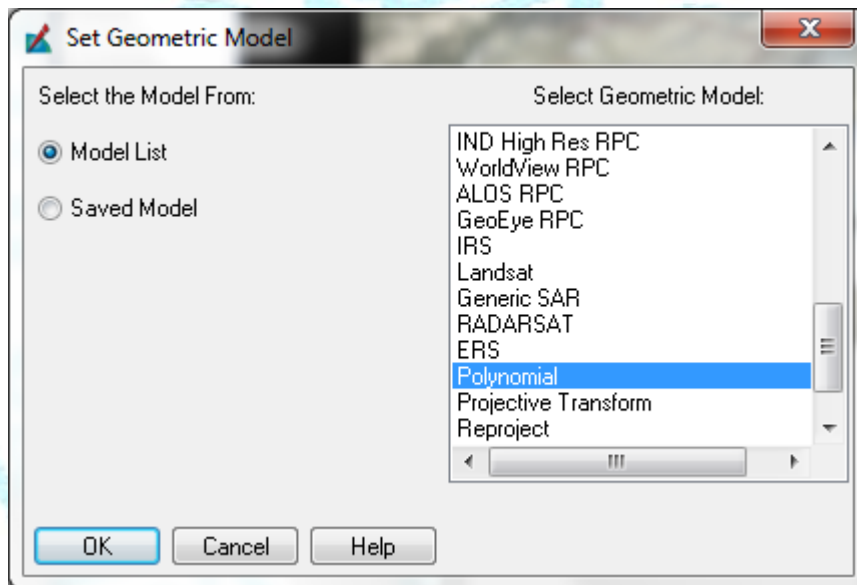 Set Geometric Model
Select the Model From:
Model List
Saved Model
Select Geometric Model:
IND High Res RPC
WorldView RPC
ALOS RPC
GeoEye RPC
IRS
Landsat
Generic SAR
RADARSAT
ERS
Polynomial
Projective Transform
Reproject
OK Cancel Help